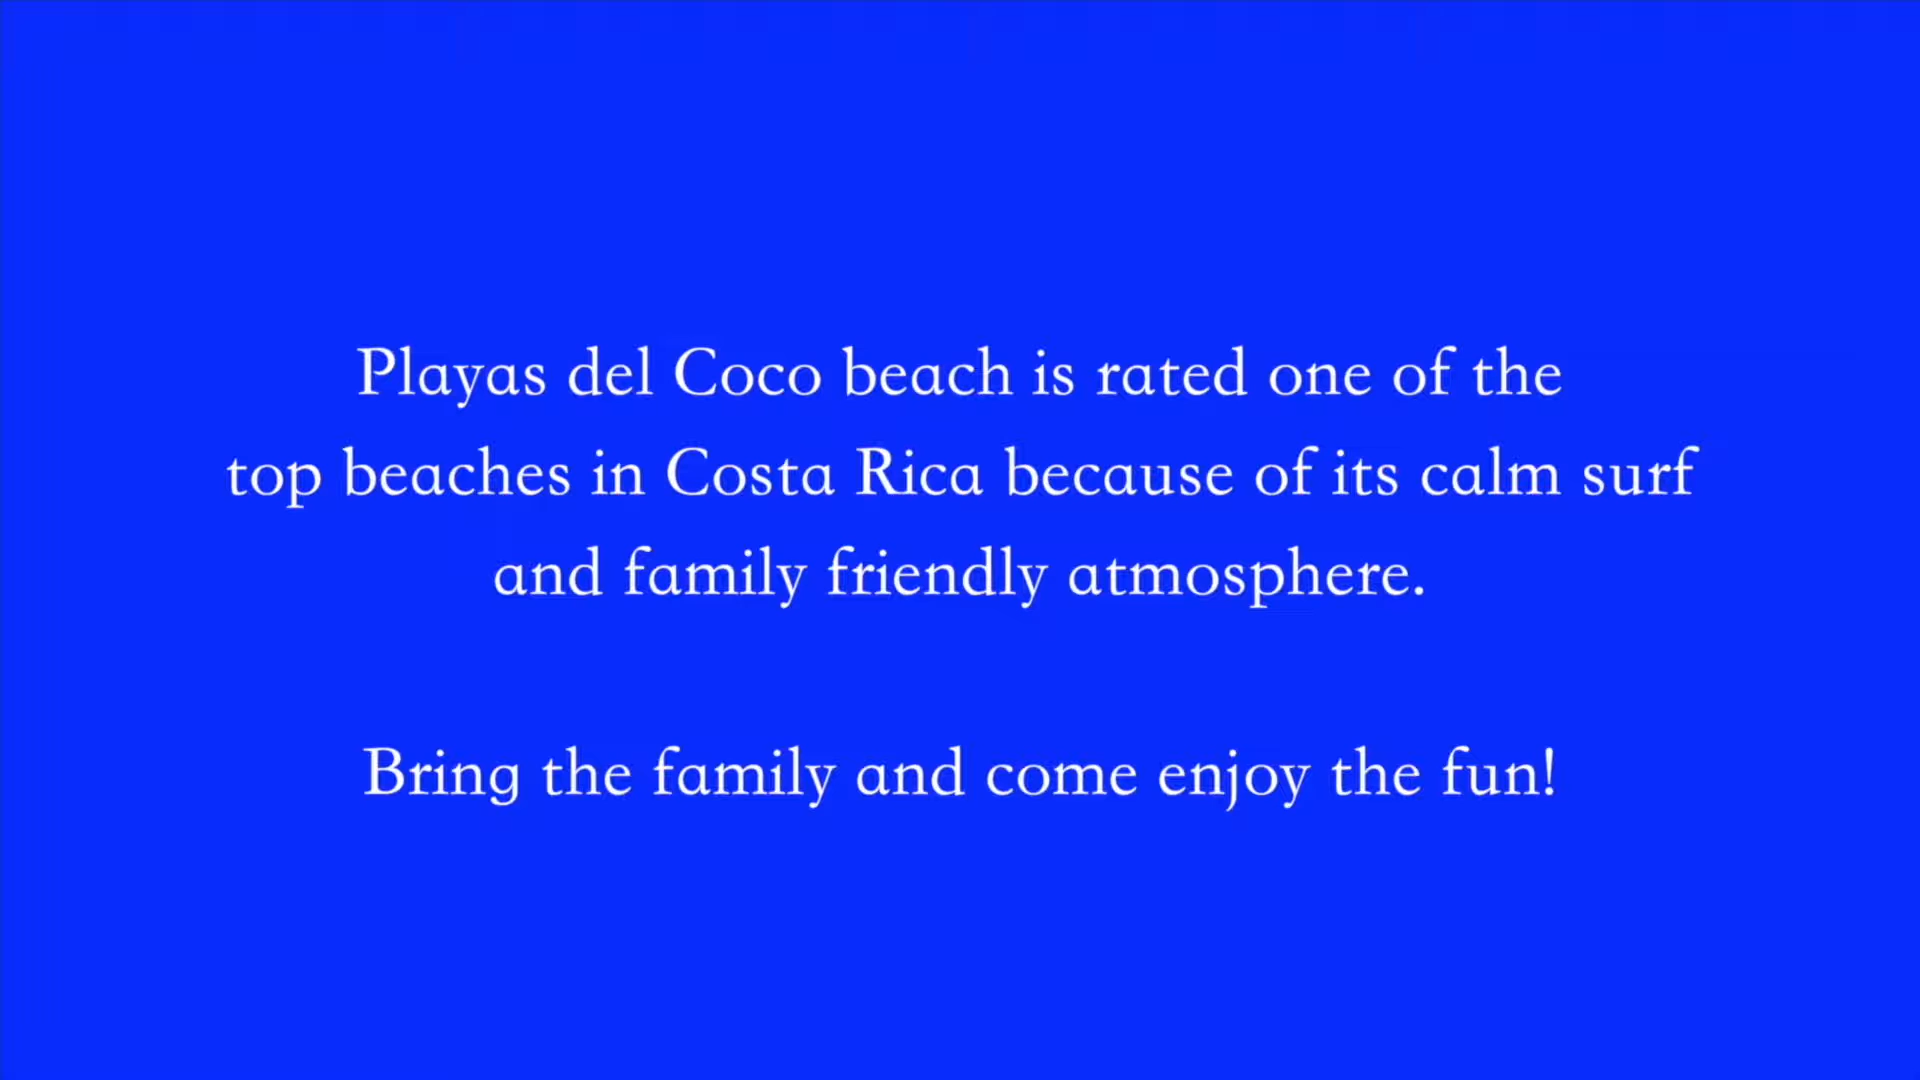 Playas del Coco beach is rated one of the
top beaches in Costa Rica because of its calm surf
and family friendly atmosphere.
Bring the family and come enjoy the fun!